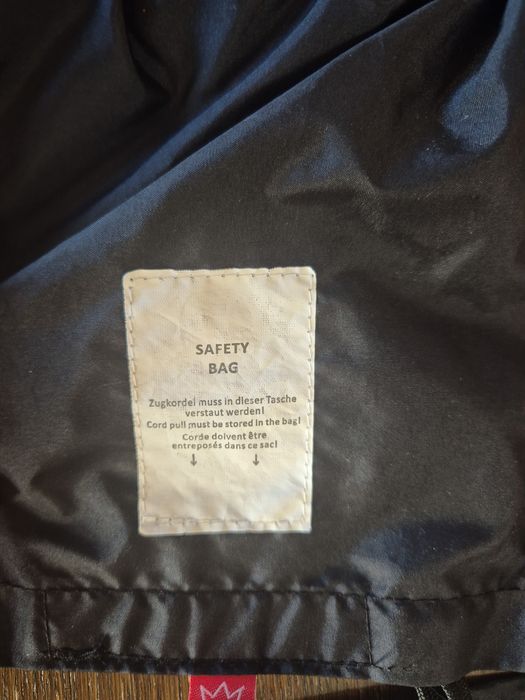 SAFETY
BAG
Zugkordel muss in dieser Tasche
verstaut werden!
Cord pull must be stored in the bag!
Corde doivent être
entreposés dans ce sac!